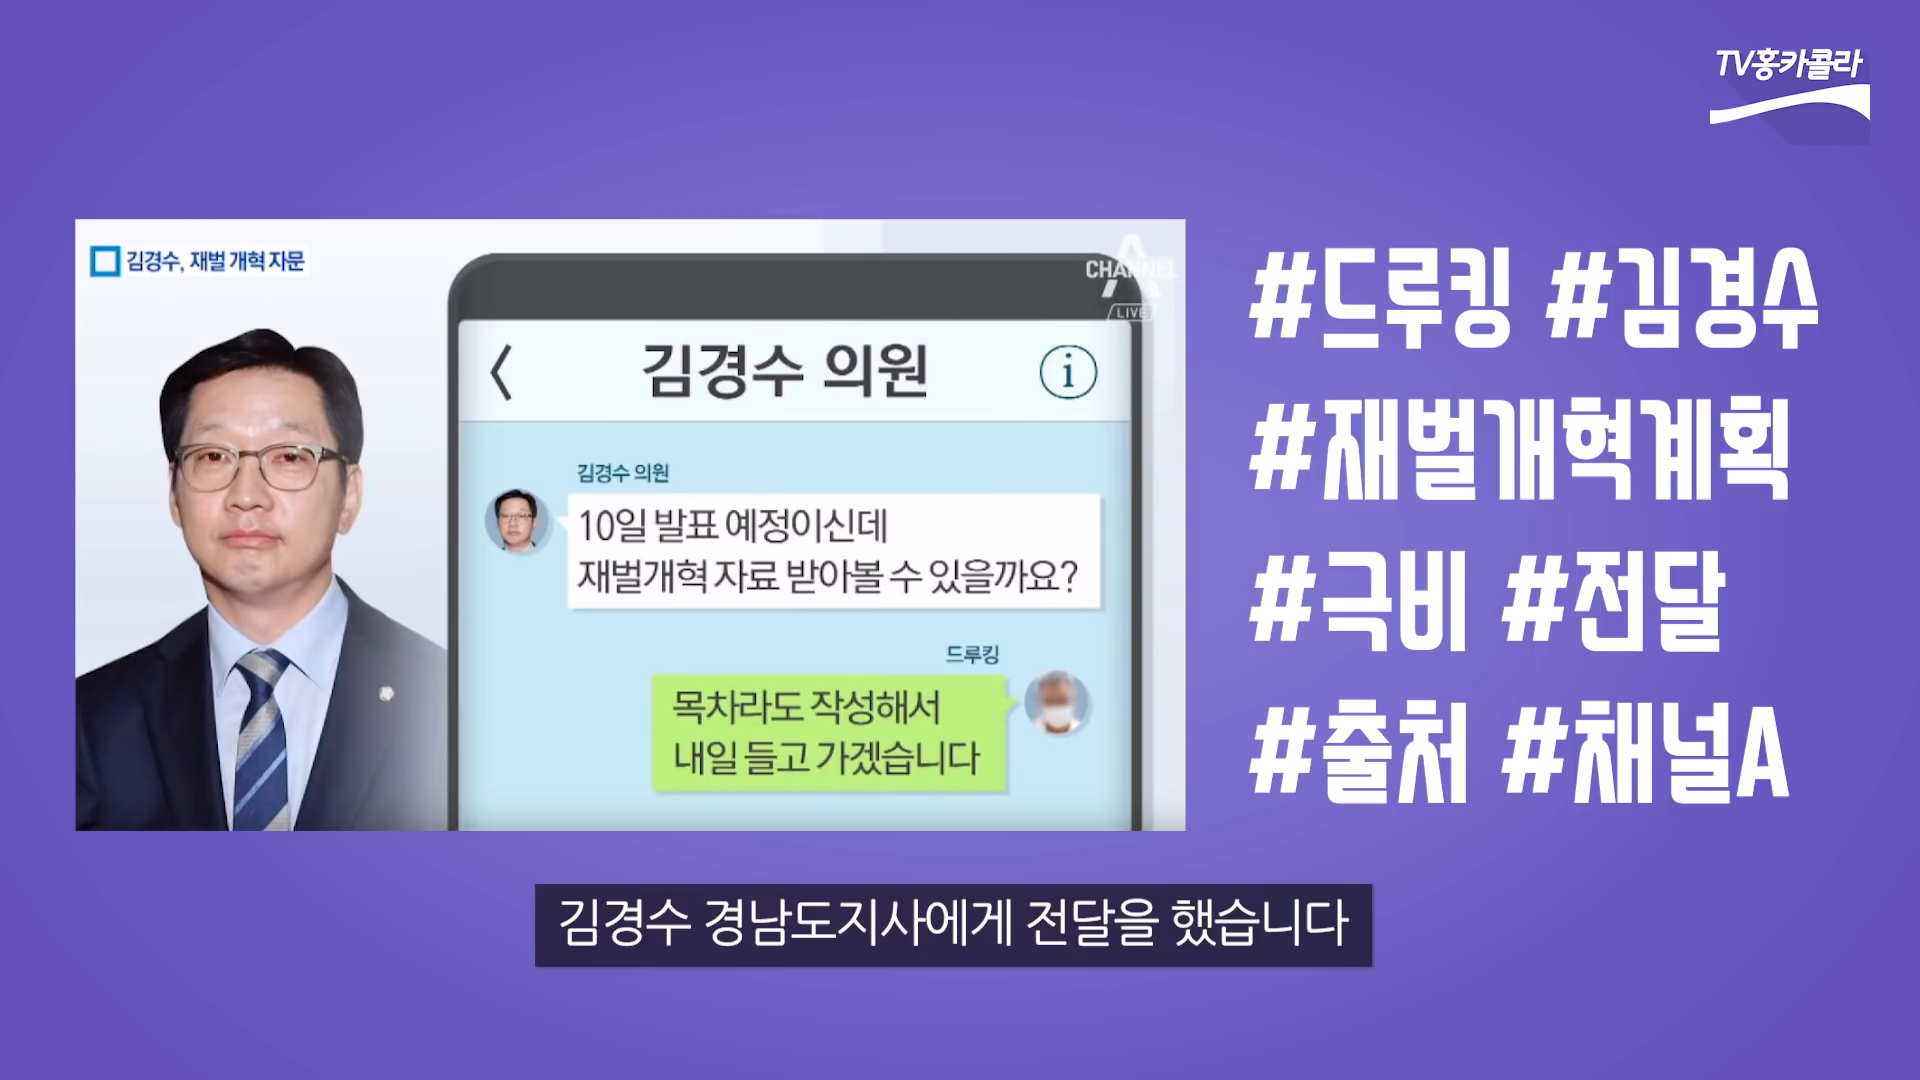 TV홍카콜라
김경수, 재벌 개혁 자문
CHANNEL A
LIVE
김경수 의원
i
김경수 의원
10일 발표 예정이신데
재벌개혁 자료 받아볼 수 있을까요?
드루킹
목차라도 작성해서
내일 들고 가겠습니다
#드루킹 #김경수
#재벌개혁계획
#극비 #전달
#출처 #채널A
김경수 경남도지사에게 전달을 했습니다